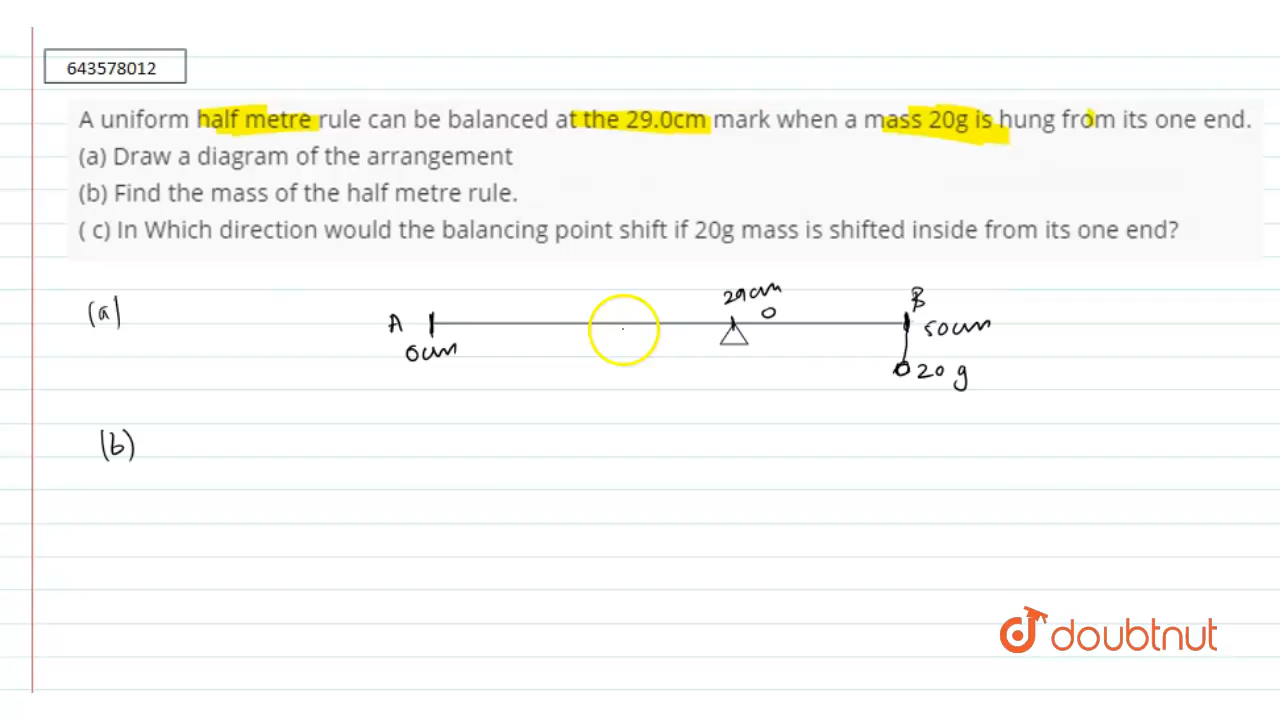 643578012
A uniform half metre rule can be balanced at the 29.0cm mark when a mass 20g is hung from its one end.
(a) Draw a diagram of the arrangement
(b) Find the mass of the half metre rule.
( c) In Which direction would the balancing point shift if 20g mass is shifted inside from its one end?
(a) A 0cm 29cm O B 50cm 20 g
(b)
doubtnut